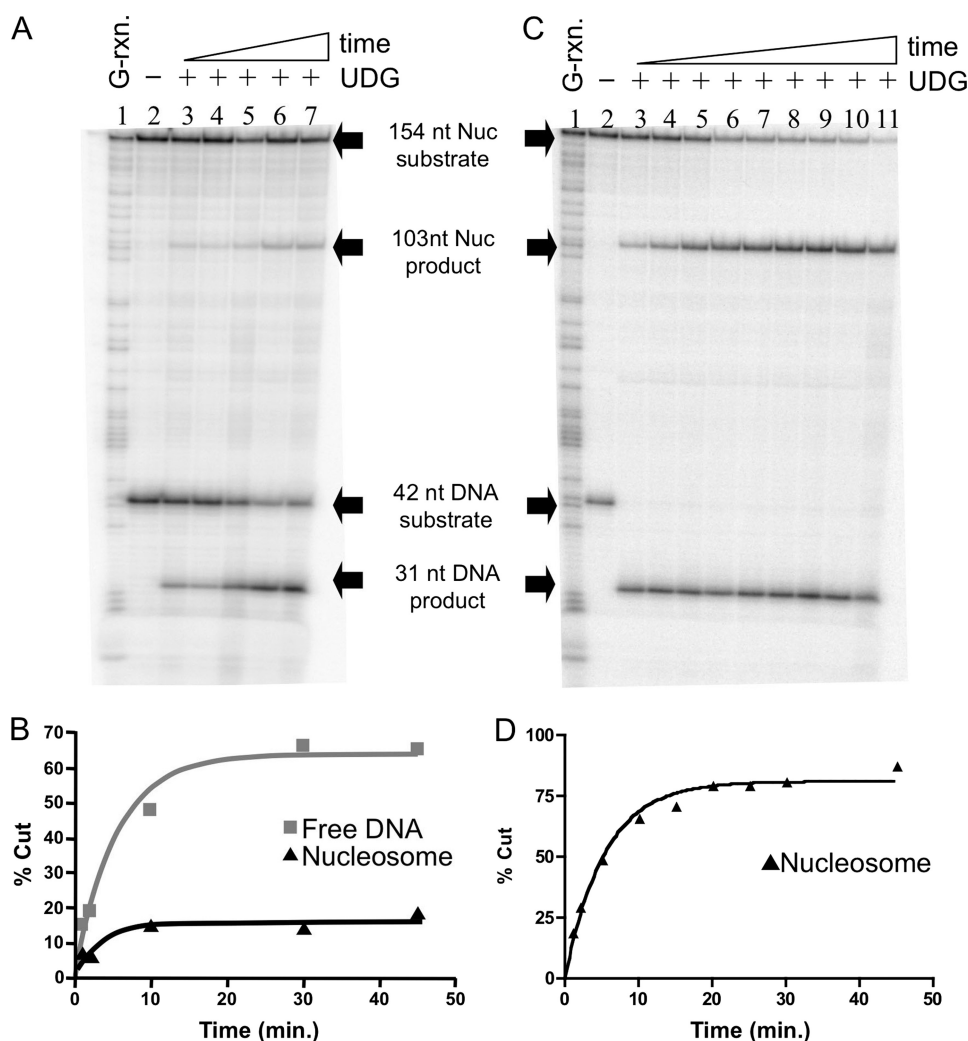 A
G-rxn.
time
− + + + + + UDG
1 2 3 4 5 6 7
C
G-rxn.
time
− + + + + + + + + + UDG
1 2 3 4 5 6 7 8 9 10 11
154 nt Nuc
substrate
103nt Nuc
product
42 nt DNA
substrate
31 nt DNA
product
B
% Cut
70
60
50
40
30
20
10
0
Free DNA
Nucleosome
0 10 20 30 40 50
Time (min.)
D
% Cut
100
75
50
25
0
Nucleosome
0 10 20 30 40 50
Time (min.)